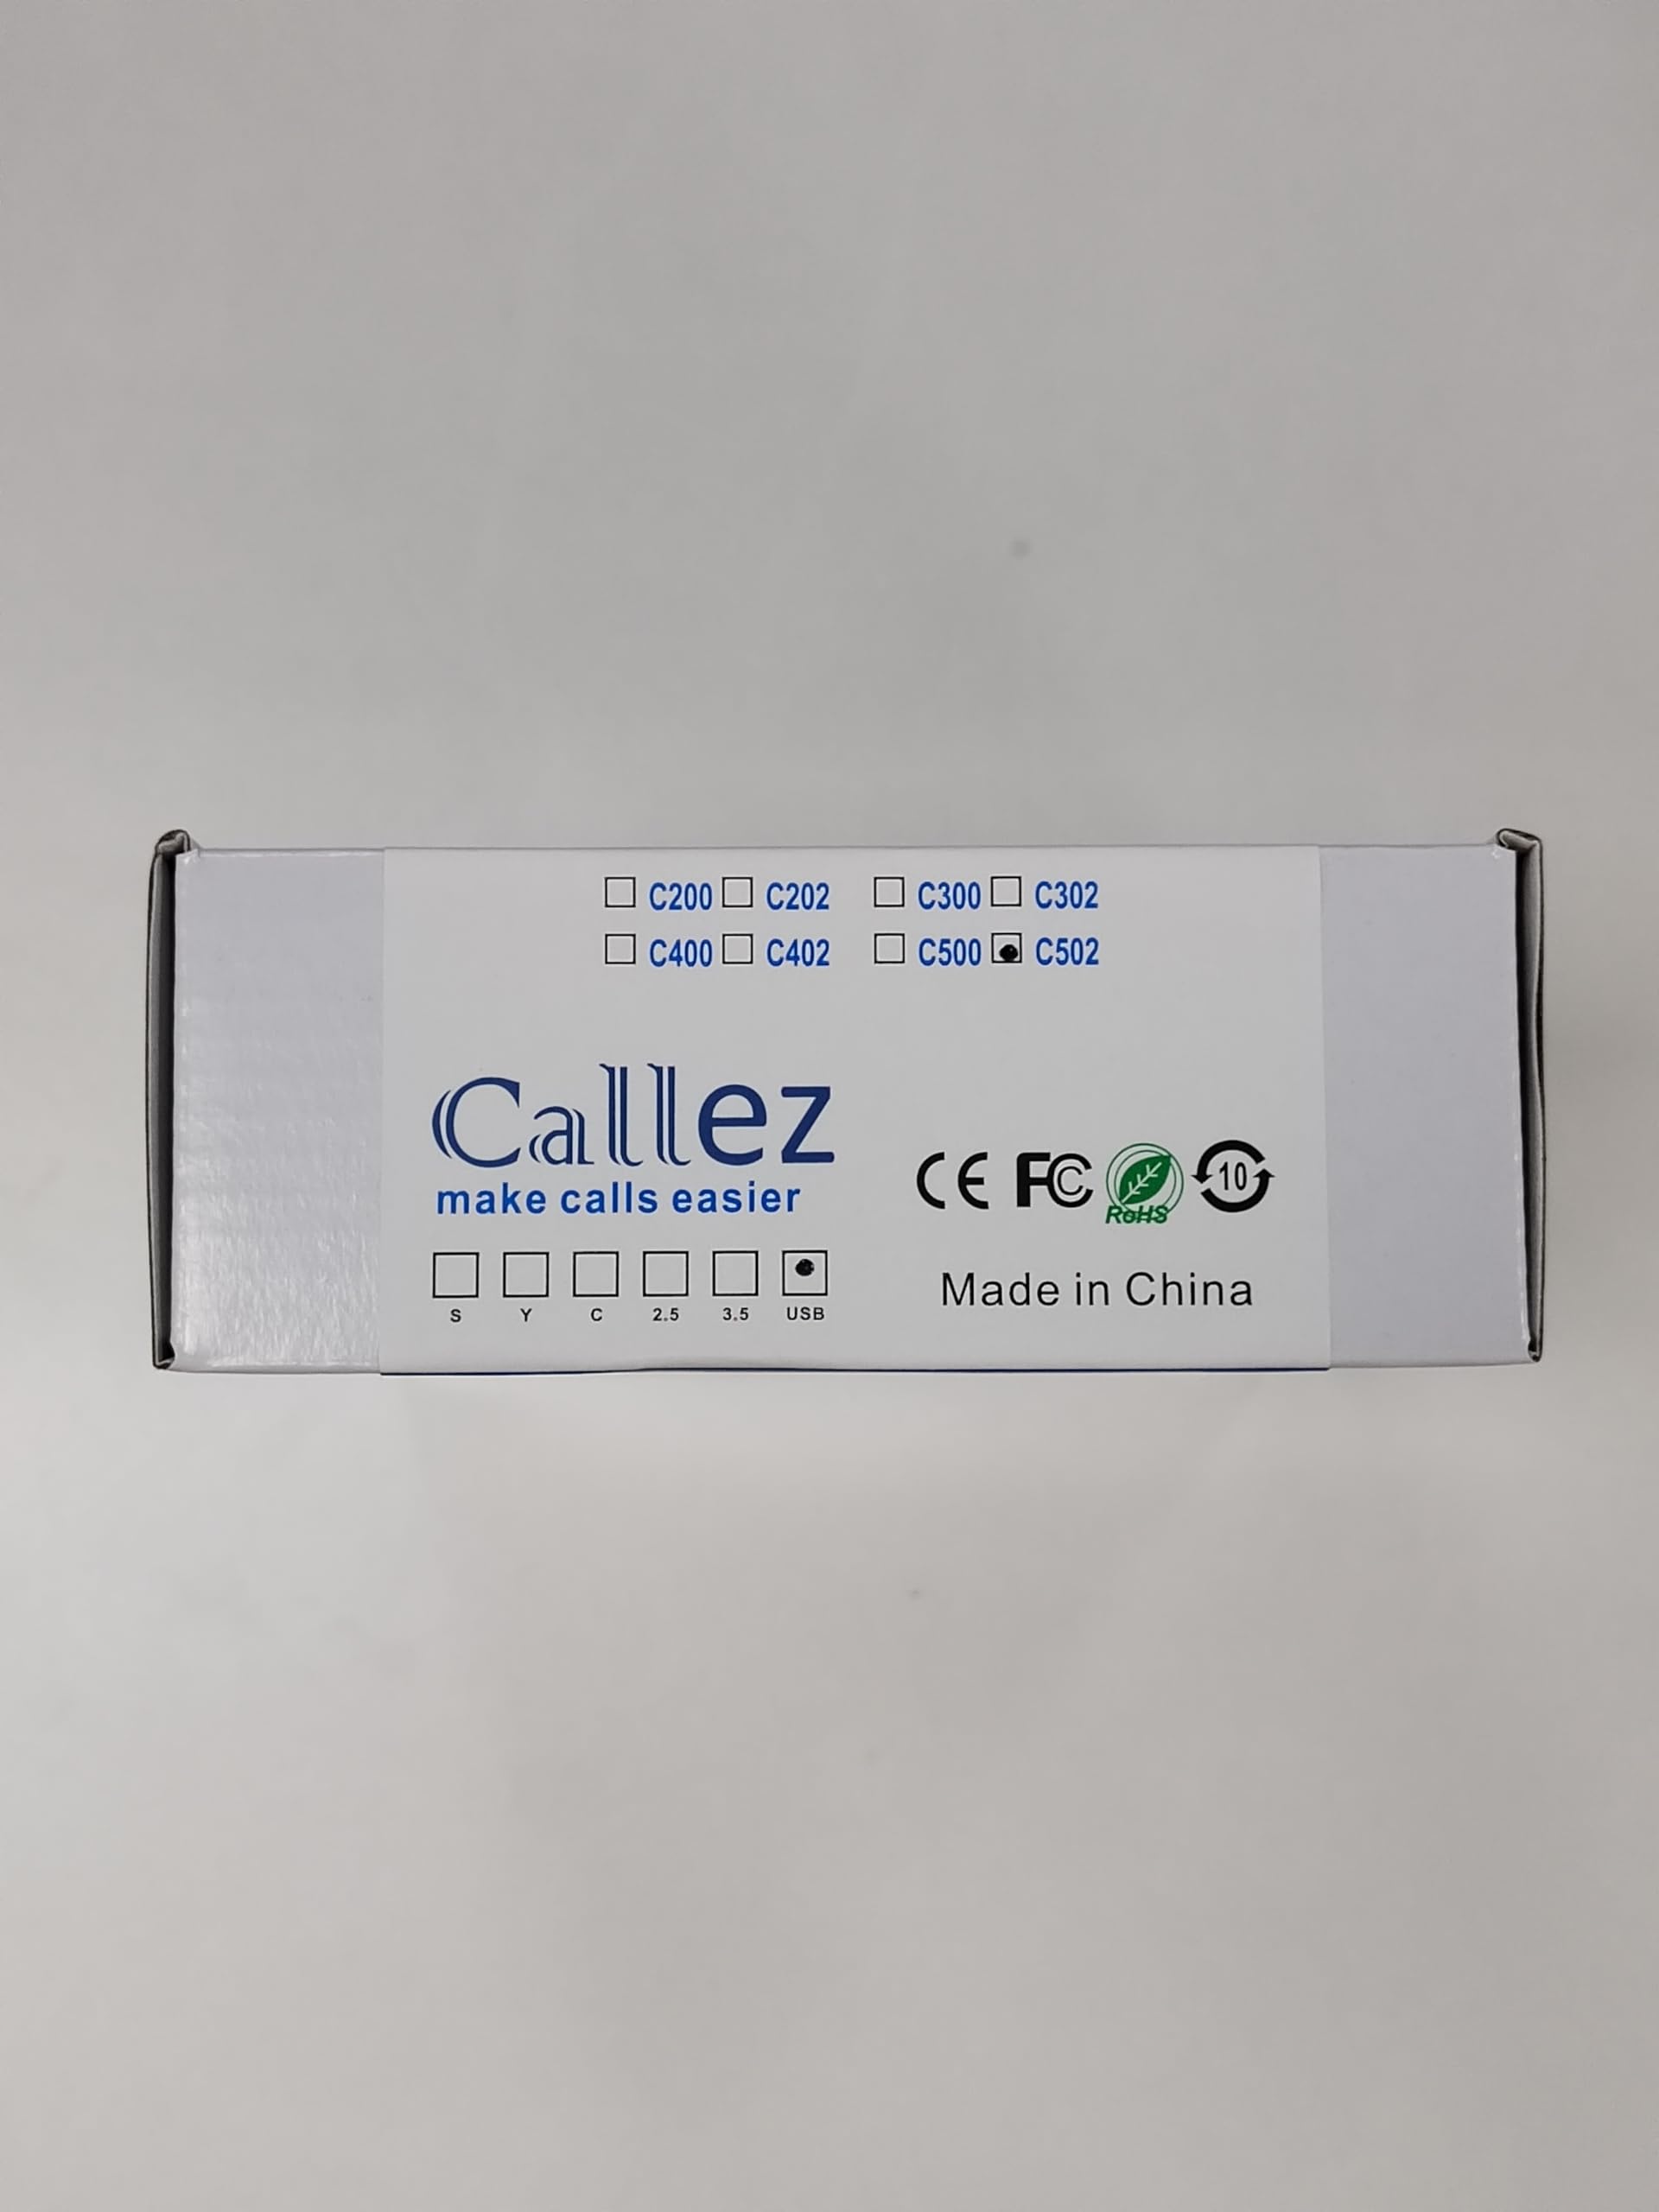 C200 C202 C300 C302
C400 C402 C500 C502
Callez
make calls easier
CE FC RoHS 10
S Y C 2.5 3.5 USB
Made in China